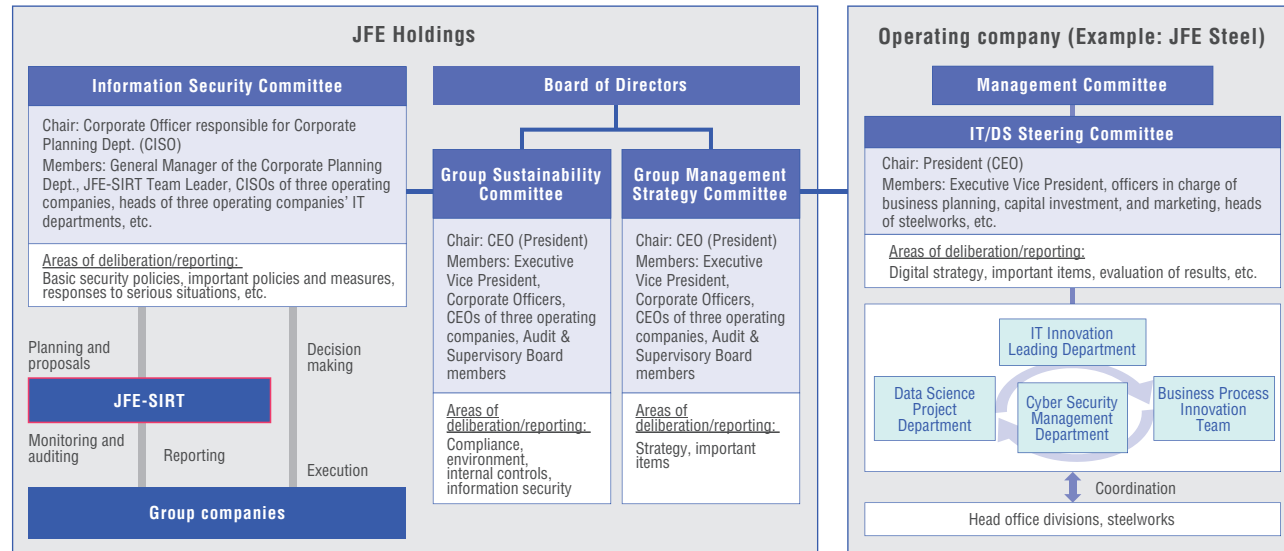 JFE Holdings
Information Security Committee
Chair: Corporate Officer responsible for Corporate
Planning Dept. (CISO)
Members: General Manager of the Corporate Planning
Dept., JFE-SIRT Team Leader, CISOs of three operating
companies, heads of three operating companies' IT
departments, etc.
Areas of deliberation/reporting:
Basic security policies, important policies and measures,
responses to serious situations, etc.
Planning and
proposals
Decision
making
JFE-SIRT
Monitoring and
auditing
Reporting
Execution
Group companies
Board of Directors
Group Sustainability
Committee
Chair: CEO (President)
Members: Executive
Vice President,
Corporate Officers,
CEOs of three operating
companies, Audit &
Supervisory Board
members
Areas of
deliberation/reporting:
Compliance,
environment,
internal controls,
information security
Group Management
Strategy Committee
Chair: CEO (President)
Members: Executive
Vice President,
Corporate Officers,
CEOs of three operating
companies, Audit &
Supervisory Board
members
Areas of
deliberation/reporting:
Strategy, important
items
Operating company (Example: JFE Steel)
Management Committee
IT/DS Steering Committee
Chair: President (CEO)
Members: Executive Vice President, officers in charge of
business planning, capital investment, and marketing, heads
of steelworks, etc.
Areas of deliberation/reporting:
Digital strategy, important items, evaluation of results, etc.
IT Innovation
Leading Department
Data Science
Project
Department
Cyber Security
Management
Department
Business Process
Innovation
Team
Coordination
Head office divisions, steelworks